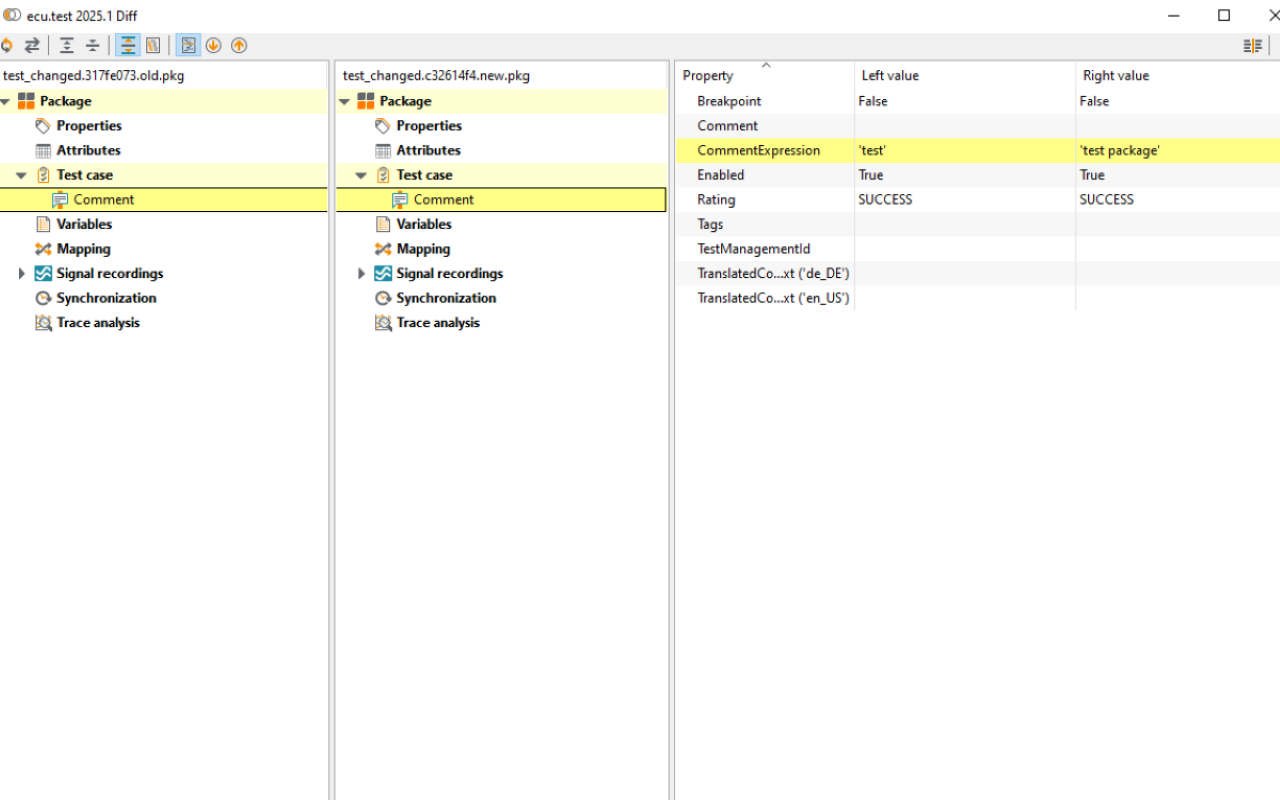 ecu.test 2025.1 Diff
test_changed.317fe073.old.pkg
Package
Properties
Attributes
Test case
Comment
Variables
Mapping
Signal recordings
Synchronization
Trace analysis
test_changed.c32614f4.new.pkg
Package
Properties
Attributes
Test case
Comment
Variables
Mapping
Signal recordings
Synchronization
Trace analysis
Property Left value Right value
Breakpoint False False
Comment
CommentExpression 'test' 'test package'
Enabled True True
Rating SUCCESS SUCCESS
Tags
TestManagementId
TranslatedCo...xt ('de_DE')
TranslatedCo...xt ('en_US')